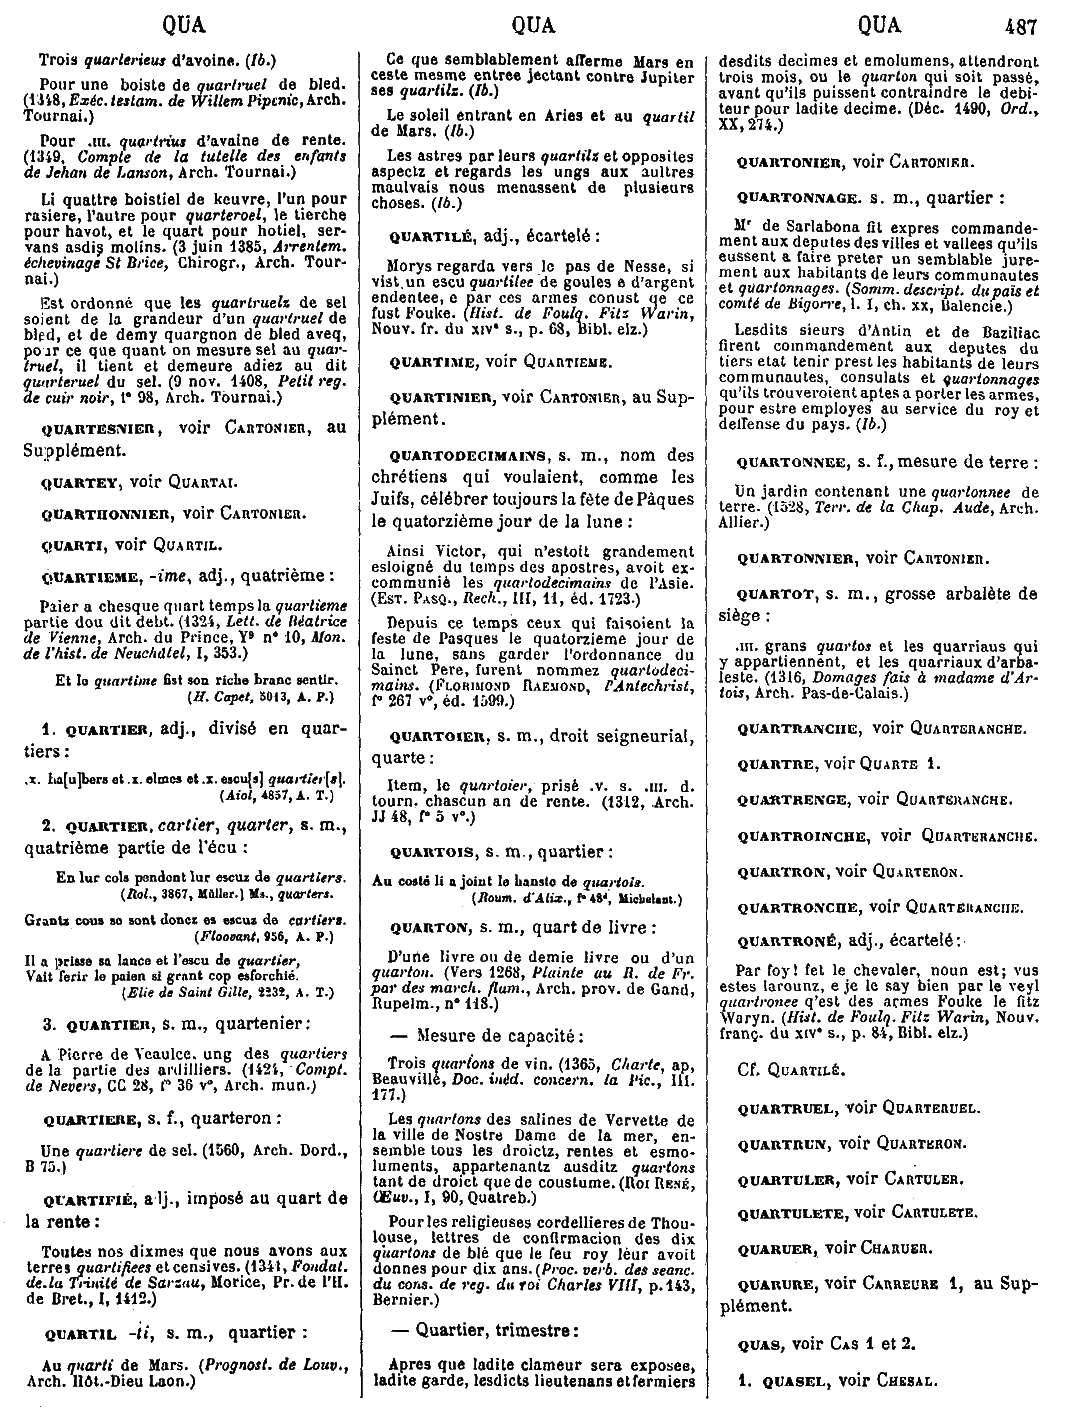 QUA QUA QUA 487
Trois quarterieus d'avoine. (Ib.)
Pour une boiste de quartruel de bled.
(1348, Exéc. testam. de Willem Pipenic, Arch.
Tournai.)
Pour .III. quartrius d'avaine de rente.
(1349, Compte de la tutelle des enfants
de Jehan de Lanson, Arch. Tournai.)
Li quattre boistiel de keuvre, l'un pour
rasiere, l'autre pour quarteroel, le tierche
pour havot, et le quart pour hotiel, ser-
vans asdis molins. (3 juin 1385, Arrentem.
échevinage St Brice, Chirogr., Arch. Tour-
nai.)
Est ordonné que les quartruelz de sel
soient de la grandeur d'un quartruel de
bled, et de demy quargnon de bled aveq,
pour ce que quant on mesure sel au quar-
truel, il tient et demeure adiez au dit
quarteruel du sel. (9 nov. 1408, Petit reg.
de cuir noir, f° 98, Arch. Tournai.)
QUARTESNIER, voir CARTONIER, au
Supplément.
QUARTEY, voir QUARTAI.
QUARTHONNIER, voir CARTONIER.
QUARTI, voir QUARTIL.
QUARTIEME, -ime, adj., quatrième :
Paier a chesque quart temps la quartieme
partie dou dit debt. (1324, Lett. de Béatrice
de Vienne, Arch. du Prince, Y⁹ n° 10, Mon.
de l'hist. de Neuchâtel, I, 353.)
Et lo quartime fist son riche branc sentir.
(H. Capet, 5013, A. P.)
1. QUARTIER, adj., divisé en quar-
tiers :
.X. ha[u]bers et .X. elmes et .X. escu[s] quartier[s].
(Aiol, 4857, A. T.)
2. QUARTIER, cartier, quarter, s. m.,
quatrième partie de l'écu :
En lur cols pendent lur escuz de quartiers.
(Rol., 3867, Müller.) Ms., quarters.
Grantz cous so sont donez es escuz de cartiers.
(Floovant, 956, A. P.)
Il a prisse sa lance et l'escu de quartier,
Vait ferir le paien si grant cop esforchié.
(Elie de Saint Gille, 2232, A. T.)
3. QUARTIER, s. m., quartenier :
A Pierre de Veaulce. ung des quartiers
de la partie des ardilliers. (1424, Compt.
de Nevers, CC 28, f° 36 v°, Arch. mun.)
QUARTIERE, s. f., quarteron :
Une quartiere de sel. (1560, Arch. Dord.,
B 75.)
QUARTIFIÉ, adj., imposé au quart de
la rente :
Toutes nos dixmes que nous avons aux
terres quartifiees et censives. (1341, Fondat.
de la Trinité de Sarzau, Morice, Pr. de l'H.
de Bret., I, 1412.)
QUARTIL -ti, s. m., quartier :
Au quarti de Mars. (Prognost. de Louv.,
Arch. Hôt.-Dieu Laon.)
Ce que semblablement afferme Mars en
ceste mesme entree jectant contre Jupiter
ses quartilz. (Ib.)
Le soleil entrant en Aries et au quartil
de Mars. (Ib.)
Les astres par leurs quartilz et opposites
aspectz et regards les ungs aux aultres
maulvais nous menassent de plusieurs
choses. (Ib.)
QUARTILÉ, adj., écartelé :
Morys regarda vers le pas de Nesse, si
vist un escu quartilee de goules e d'argent
endentee, e par ces armes conust qe ce
fust Fouke. (Hist. de Foulq. Fitz Warin,
Nouv. fr. du XIVᵉ s., p. 68, Bibl. elz.)
QUARTIME, voir QUARTIEME.
QUARTINIER, voir CARTONIER, au Sup-
plément.
QUARTODECIMAINS, s. m., nom des
chrétiens qui voulaient, comme les
Juifs, célébrer toujours la fête de Pâques
le quatorzième jour de la lune :
Ainsi Victor, qui n'estoit grandement
esloigné du temps des apostres, avoit ex-
communié les quartodecimains de l'Asie.
(EST. PASQ., Rech., III, 11, éd. 1723.)
Depuis ce temps ceux qui faisoient la
feste de Pasques le quatorzieme jour de
la lune, sans garder l'ordonnance du
Sainct Pere, furent nommez quartodeci-
mains. (FLORIMOND RAEMOND, l'Antechrist,
f° 267 v°, éd. 1599.)
QUARTOIER, s. m., droit seigneurial,
quarte :
Item, le quartoier, prisé .V. s. .III. d.
tourn. chascun an de rente. (1312, Arch.
JJ 48, f° 5 v°.)
QUARTOIS, s. m., quartier :
Au costé li a joint le hanste de quartois.
(Roum. d'Alix., f° 48ᵈ, Michelant.)
QUARTON, s. m., quart de livre :
D'une livre ou de demie livre ou d'un
quarton. (Vers 1268, Plainte au R. de Fr.
par des march. flam., Arch. prov. de Gand,
Rupelm., n° 118.)
— Mesure de capacité :
Trois quartons de vin. (1365, Charte, ap,
Beauvillé, Doc. inéd. concern. la Pic., III.
177.)
Les quartons des salines de Vervette de
la ville de Nostre Dame de la mer, en-
semble tous les droictz, rentes et esmo-
luments, appartenantz ausditz quartons
tant de droict que de coustume. (ROI RENÉ,
Œuv., I, 90, Quatreb.)
Pour les religieuses cordellieres de Thou-
louse, lettres de confirmacion des dix
quartons de blé que le feu roy leur avoit
donnes pour dix ans. (Proc. verb. des seanc.
du cons. de reg. du roi Charles VIII, p. 143,
Bernier.)
— Quartier, trimestre :
Apres que ladite clameur sera exposee,
ladite garde, lesdicts lieutenans et fermiers
desdits decimes et emolumens, attendront
trois mois, ou le quarton qui soit passé,
avant qu'ils puissent contraindre le debi-
teur pour ladite decime. (Déc. 1490, Ord.,
XX, 274.)
QUARTONIER, voir CARTONIER.
QUARTONNAGE. s. m., quartier :
Mʳ de Sarlabona fit expres commande-
ment aux deputes des villes et vallees qu'ils
eussent a faire preter un semblable jure-
ment aux habitants de leurs communautes
et quartonnages. (Somm. descript. du païs et
comté de Bigorre, l. I, ch. XX, Balencie.)
Lesdits sieurs d'Antin et de Baziliac
firent commandement aux deputes du
tiers etat tenir prest les habitants de leurs
communautes, consulats et quartonnages
qu'ils trouveroient aptes a porter les armes,
pour estre employes au service du roy et
deffense du pays. (Ib.)
QUARTONNEE, s. f., mesure de terre :
Un jardin contenant une quartonnee de
terre. (1528, Terr. de la Chap. Aude, Arch.
Allier.)
QUARTONNIER, voir CARTONIER.
QUARTOT, s. m., grosse arbalète de
siège :
.III. grans quartos et les quarriaus qui
y appartiennent, et les quarriaux d'arba-
leste. (1316, Domages fais à madame d'Ar-
tois, Arch. Pas-de-Calais.)
QUARTRANCHE, voir QUARTERANCHE.
QUARTRE, voir QUARTE 1.
QUARTRENGE, voir QUARTERANCHE.
QUARTROINCHE, voir QUARTERANCHE.
QUARTRON, voir QUARTERON.
QUARTRONCHE, voir QUARTERANCHE.
QUARTRONÉ, adj., écartelé :
Par foy! fet le chevaler, noun est; vus
estes larounz, e je le say bien par le veyl
quartronee q'est des armes Fouke le fitz
Waryn. (Hist. de Foulq. Fitz Warin, Nouv.
franç. du XIVᵉ s., p. 84, Bibl. elz.)
Cf. QUARTILÉ.
QUARTRUEL, voir QUARTERUEL.
QUARTRUN, voir QUARTERON.
QUARTULER, voir CARTULER.
QUARTULETE, voir CARTULETE.
QUARUER, voir CHARUER.
QUARURE, voir CARREURE 1, au Sup-
plément.
QUAS, voir CAS 1 et 2.
1. QUASEL, voir CHESAL.